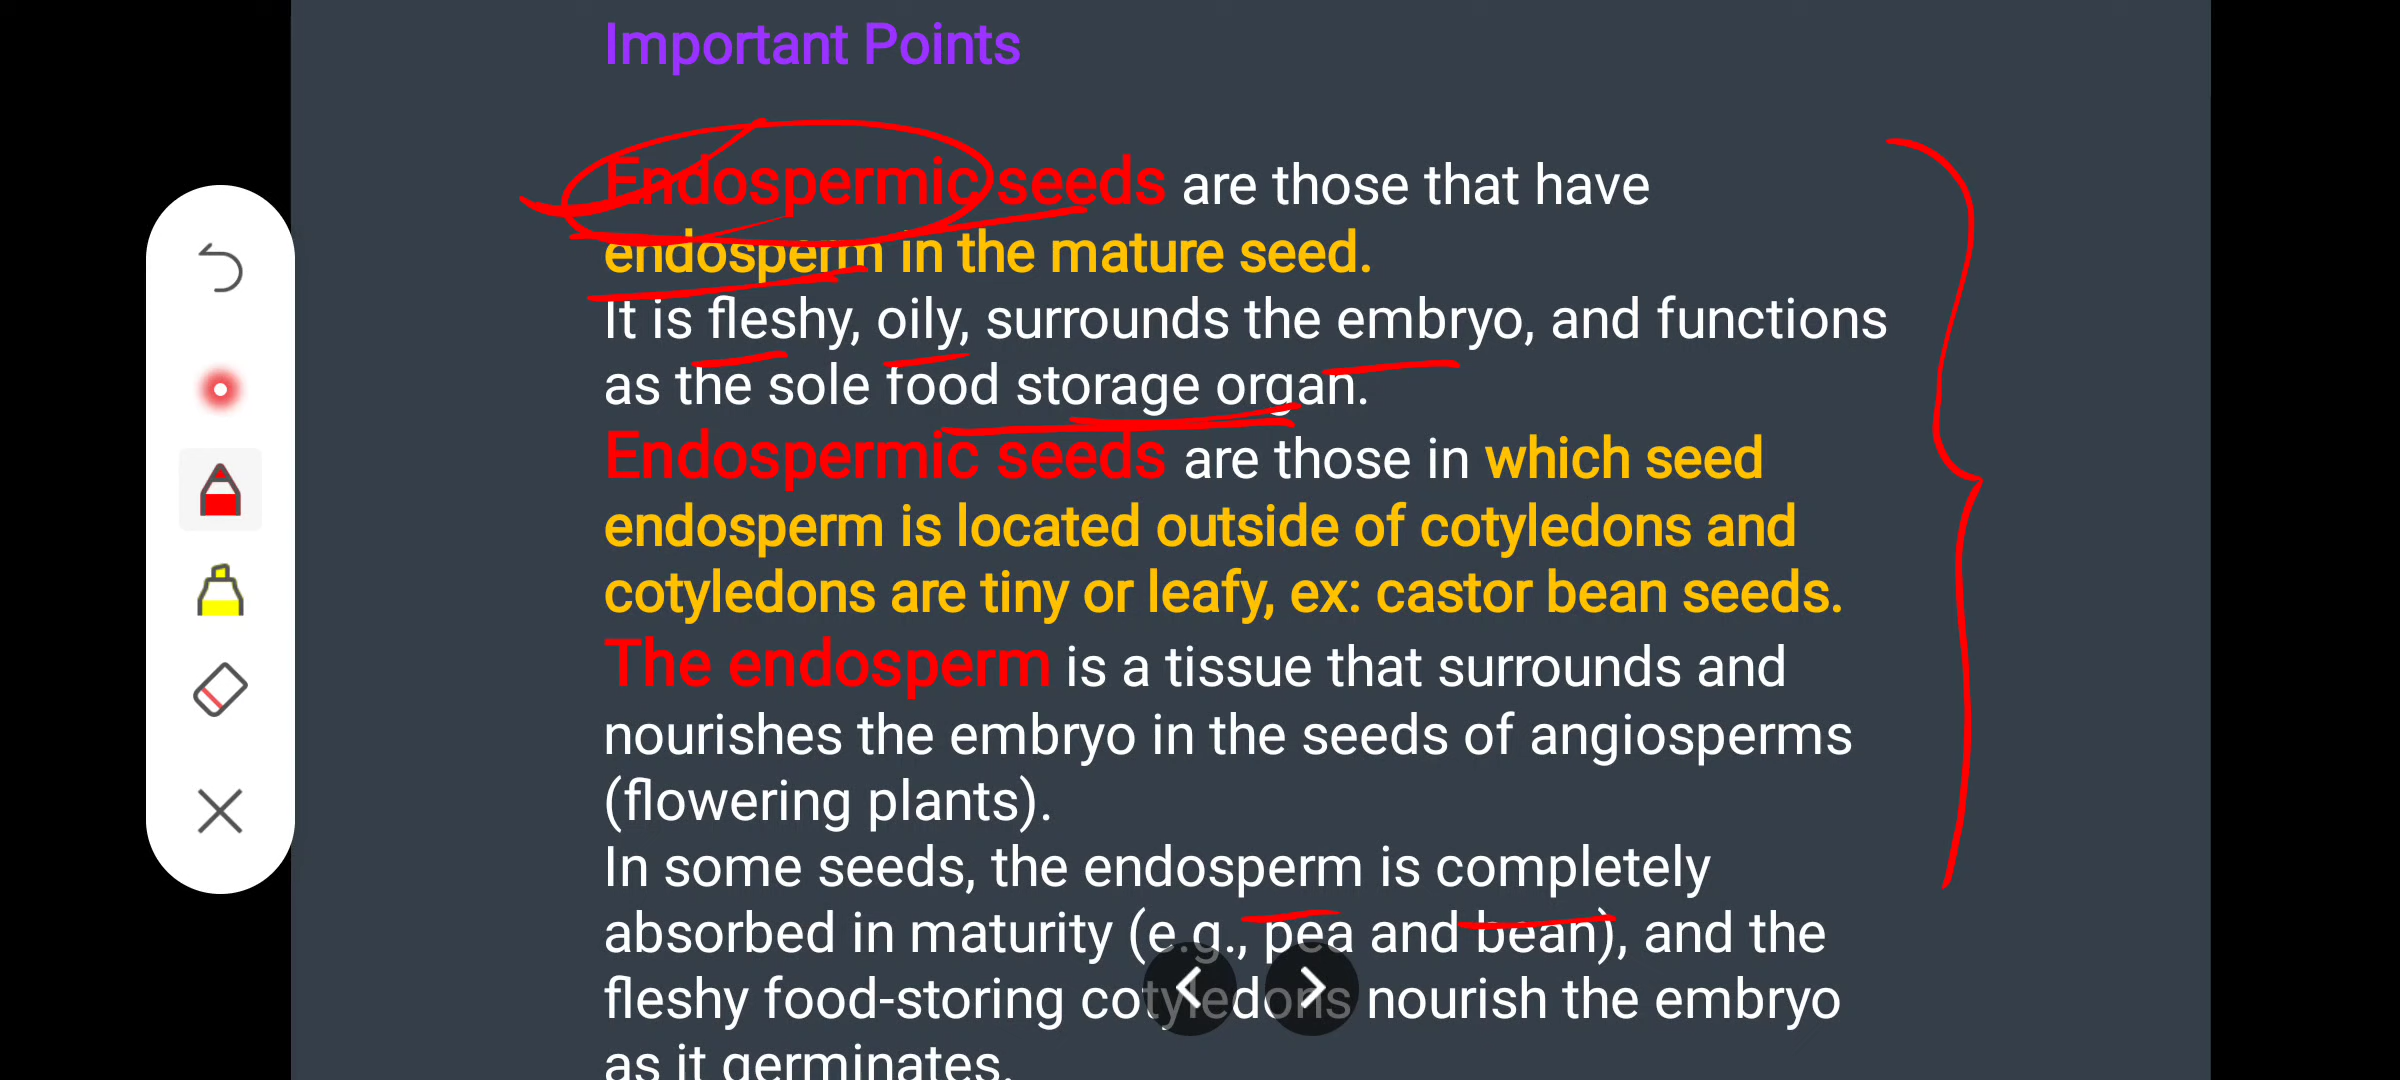 Important Points
Endospermic seeds are those that have
endosperm in the mature seed.
It is fleshy, oily, surrounds the embryo, and functions
as the sole food storage organ.
Endospermic seeds are those in which seed
endosperm is located outside of cotyledons and
cotyledons are tiny or leafy, ex: castor bean seeds.
The endosperm is a tissue that surrounds and
nourishes the embryo in the seeds of angiosperms
(flowering plants).
In some seeds, the endosperm is completely
absorbed in maturity (e.g., pea and bean), and the
fleshy food-storing cotyledons nourish the embryo
as it germinates.